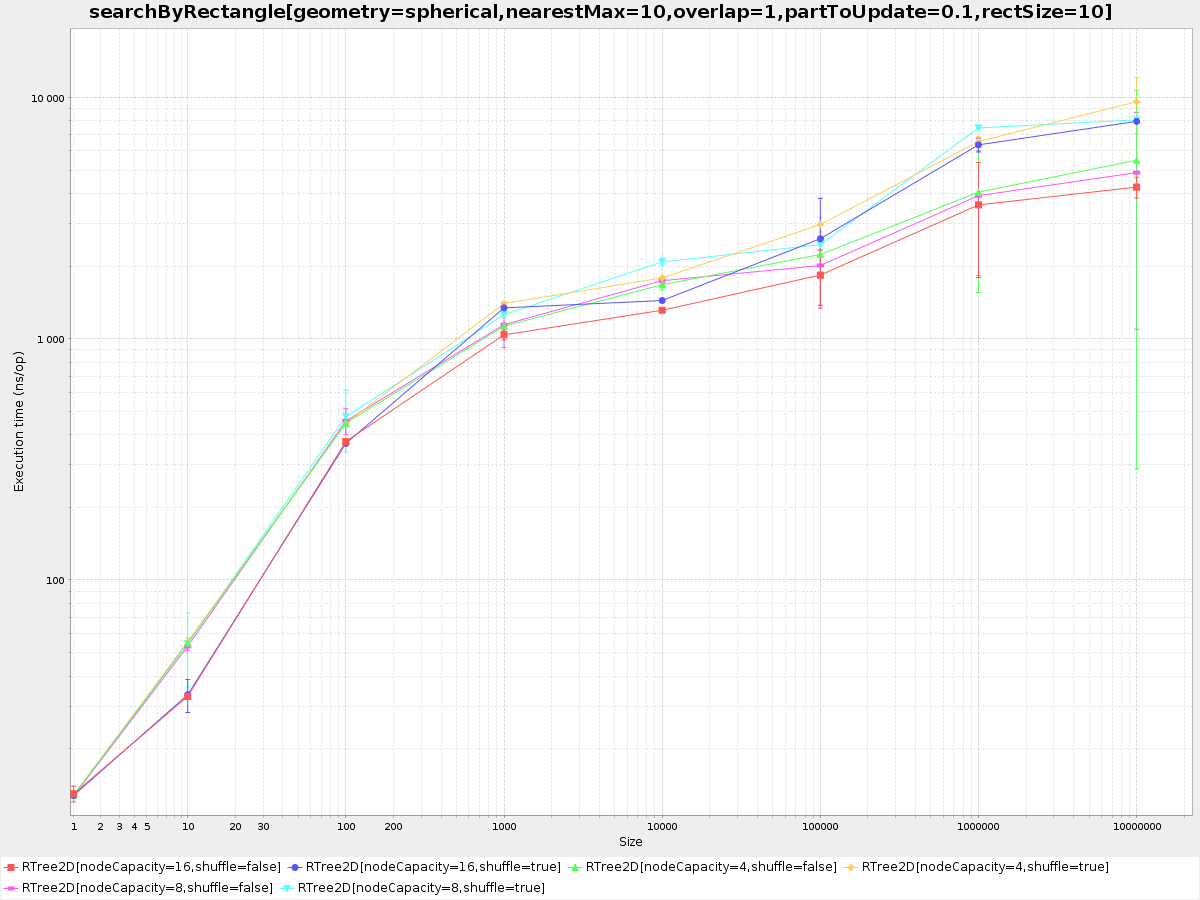 searchByRectangle[geometry=spherical,nearestMax=10,overlap=1,partToUpdate=0.1,rectSize=10]
10 000
1 000
100
Execution time (ns/op)
1 2 3 4 5 10 20 30 100 200 1000 10000 100000 1000000 10000000
Size
RTree2D[nodeCapacity=16,shuffle=false] RTree2D[nodeCapacity=16,shuffle=true] RTree2D[nodeCapacity=4,shuffle=false] RTree2D[nodeCapacity=4,shuffle=true]
RTree2D[nodeCapacity=8,shuffle=false] RTree2D[nodeCapacity=8,shuffle=true]